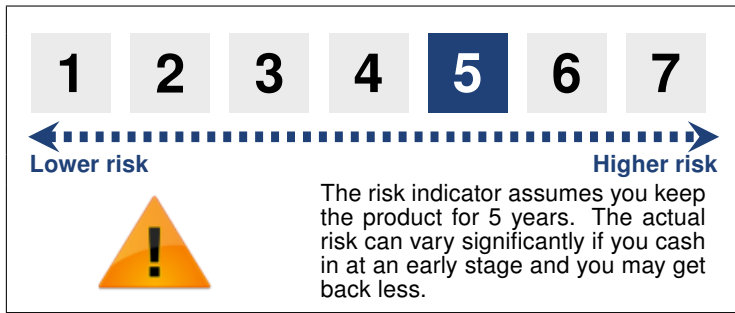 1 2 3 4 5 6 7
Lower risk Higher risk
The risk indicator assumes you keep
the product for 5 years. The actual
risk can vary significantly if you cash
in at an early stage and you may get
back less.